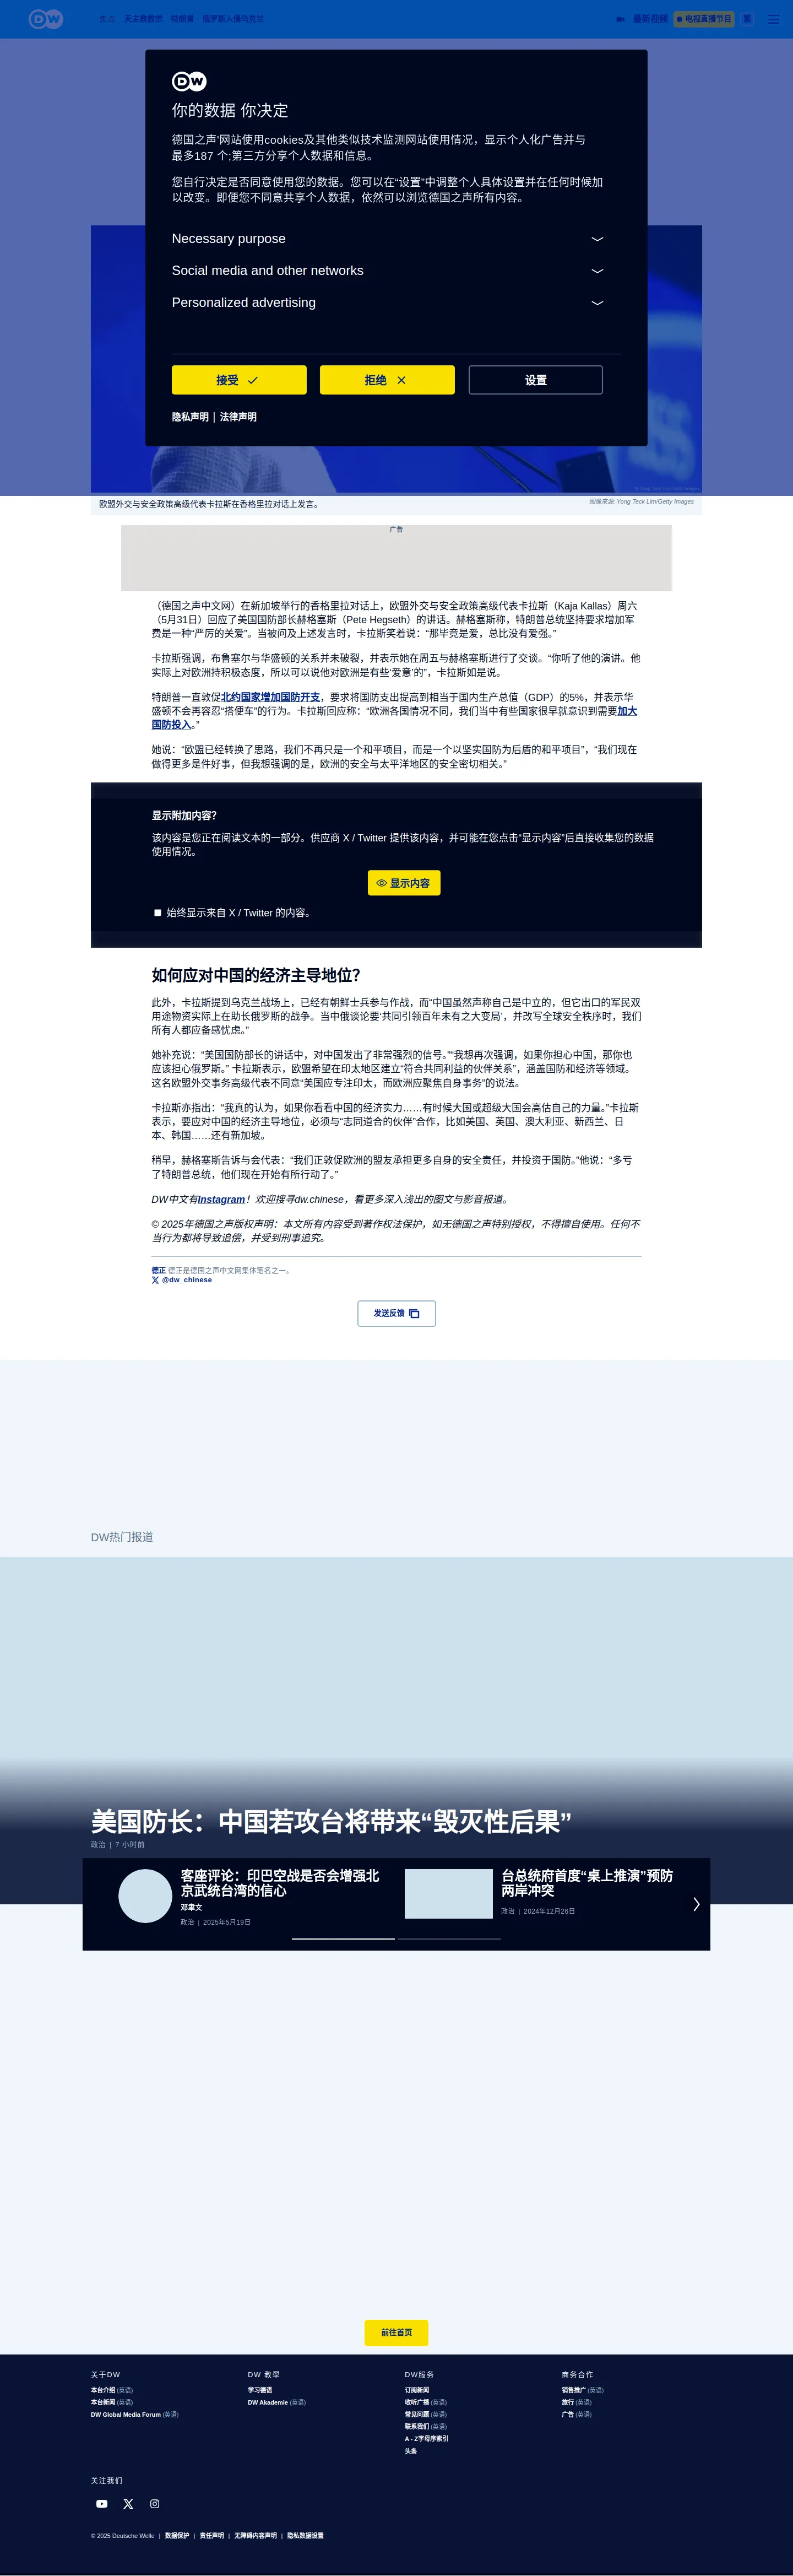 DW
焦点
天主教教宗
特朗普
俄罗斯入侵乌克兰
最新视频
电视直播节目
繁
DW
你的数据 你决定
德国之声'网站使用cookies及其他类似技术监测网站使用情况，显示个人化广告并与
最多187 个;第三方分享个人数据和信息。
您自行决定是否同意使用您的数据。您可以在“设置”中调整个人具体设置并在任何时候加
以改变。即便您不同意共享个人数据，依然可以浏览德国之声所有内容。
Necessary purpose
Social media and other networks
Personalized advertising
接受
拒绝
设置
隐私声明 | 法律声明
欧盟外交与安全政策高级代表卡拉斯在香格里拉对话上发言。
图像来源: Yong Teck Lim/Getty Images
广告
（德国之声中文网）在新加坡举行的香格里拉对话上，欧盟外交与安全政策高级代表卡拉斯（Kaja Kallas）周六
（5月31日）回应了美国国防部长赫格塞斯（Pete Hegseth）的讲话。赫格塞斯称，特朗普总统坚持要求增加军
费是一种“严厉的关爱”。当被问及上述发言时，卡拉斯笑着说：“那毕竟是爱，总比没有爱强。”
卡拉斯强调，布鲁塞尔与华盛顿的关系并未破裂，并表示她在周五与赫格塞斯进行了交谈。“你听了他的演讲。他
实际上对欧洲持积极态度，所以可以说他对欧洲是有些‘爱意’的”，卡拉斯如是说。
特朗普一直敦促北约国家增加国防开支，要求将国防支出提高到相当于国内生产总值（GDP）的5%，并表示华
盛顿不会再容忍“搭便车”的行为。卡拉斯回应称：“欧洲各国情况不同，我们当中有些国家很早就意识到需要加大
国防投入。”
她说：“欧盟已经转换了思路，我们不再只是一个和平项目，而是一个以坚实国防为后盾的和平项目”，“我们现在
做得更多是件好事，但我想强调的是，欧洲的安全与太平洋地区的安全密切相关。”
显示附加内容？
该内容是您正在阅读文本的一部分。供应商 X / Twitter 提供该内容，并可能在您点击“显示内容”后直接收集您的数据
使用情况。
显示内容
始终显示来自 X / Twitter 的内容。
如何应对中国的经济主导地位？
此外，卡拉斯提到乌克兰战场上，已经有朝鲜士兵参与作战，而“中国虽然声称自己是中立的，但它出口的军民双
用途物资实际上在助长俄罗斯的战争。当中俄谈论要‘共同引领百年未有之大变局’，并改写全球安全秩序时，我们
所有人都应备感忧虑。”
她补充说：“美国国防部长的讲话中，对中国发出了非常强烈的信号。”“我想再次强调，如果你担心中国，那你也
应该担心俄罗斯。” 卡拉斯表示，欧盟希望在印太地区建立“符合共同利益的伙伴关系”，涵盖国防和经济等领域。
这名欧盟外交事务高级代表不同意“美国应专注印太，而欧洲应聚焦自身事务”的说法。
卡拉斯亦指出：“我真的认为，如果你看看中国的经济实力……有时候大国或超级大国会高估自己的力量。”卡拉斯
表示，要应对中国的经济主导地位，必须与“志同道合的伙伴”合作，比如美国、英国、澳大利亚、新西兰、日
本、韩国……还有新加坡。
稍早，赫格塞斯告诉与会代表：“我们正敦促欧洲的盟友承担更多自身的安全责任，并投资于国防。”他说：“多亏
了特朗普总统，他们现在开始有所行动了。”
DW中文有Instagram！欢迎搜寻dw.chinese，看更多深入浅出的图文与影音报道。
© 2025年德国之声版权声明：本文所有内容受到著作权法保护，如无德国之声特别授权，不得擅自使用。任何不
当行为都将导致追偿，并受到刑事追究。
德正 德正是德国之声中文网集体笔名之一。
@dw_chinese
发送反馈
DW热门报道
美国防长：中国若攻台将带来“毁灭性后果”
政治 | 7 小时前
客座评论：印巴空战是否会增强北
京武统台湾的信心
邓聿文
政治 | 2025年5月19日
台总统府首度“桌上推演”预防
两岸冲突
政治 | 2024年12月26日
前往首页
关于DW
本台介绍 (英语)
本台新闻 (英语)
DW Global Media Forum (英语)
DW 教學
学习德语
DW Akademie (英语)
DW服务
订阅新闻
收听广播 (英语)
常见问题 (英语)
联系我们 (英语)
A - Z字母序索引
头条
商务合作
销售推广 (英语)
旅行 (英语)
广告 (英语)
关注我们
© 2025 Deutsche Welle | 数据保护 | 责任声明 | 无障碍内容声明 | 隐私数据设置